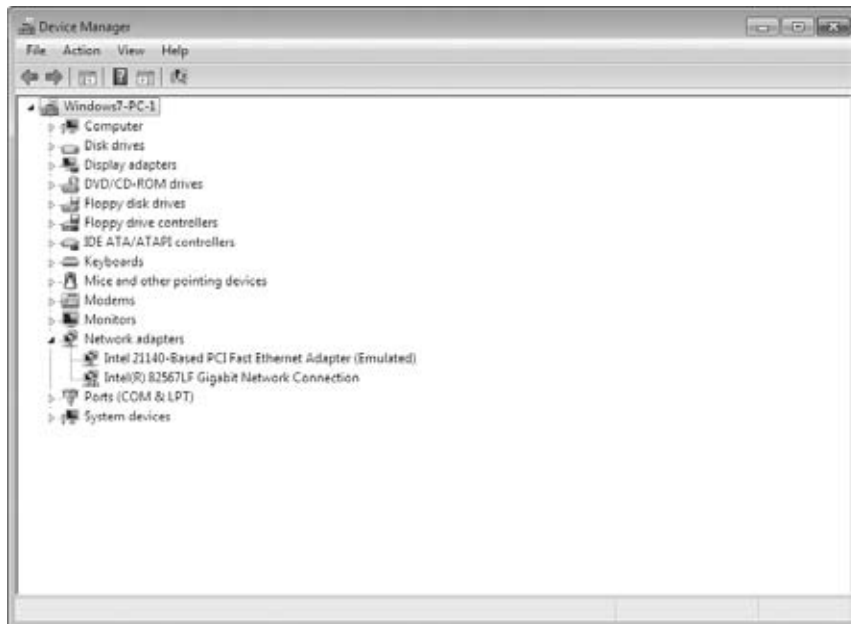 Device Manager
File Action View Help
Windows7-PC-1
Computer
Disk drives
Display adapters
DVD/CD-ROM drives
Floppy disk drives
Floppy drive controllers
IDE ATA/ATAPI controllers
Keyboards
Mice and other pointing devices
Modems
Monitors
Network adapters
Intel 21140-Based PCI Fast Ethernet Adapter (Emulated)
Intel(R) 82567LF Gigabit Network Connection
Ports (COM & LPT)
System devices